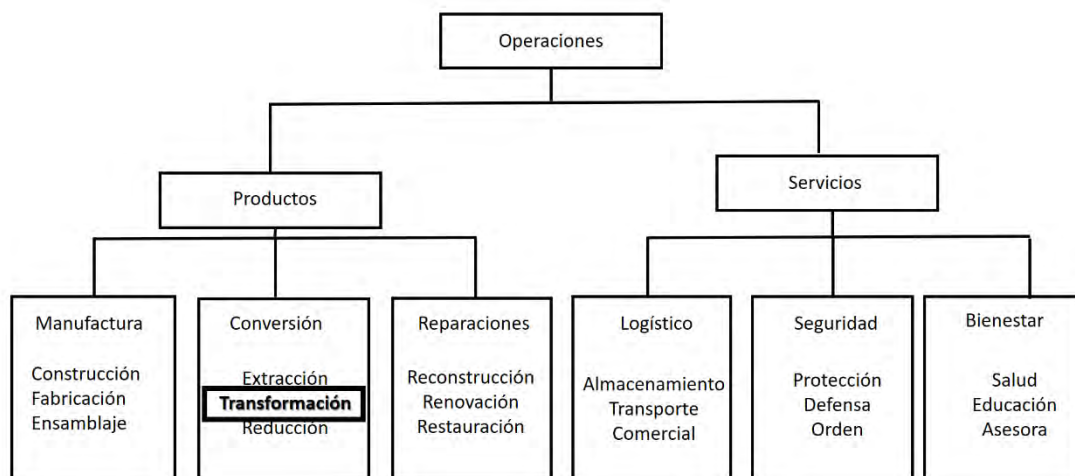 Operaciones
Productos
Servicios
Manufactura
Construcción
Fabricación
Ensamblaje
Conversión
Extracción
Transformación
Reducción
Reparaciones
Reconstrucción
Renovación
Restauración
Logístico
Almacenamiento
Transporte
Comercial
Seguridad
Protección
Defensa
Orden
Bienestar
Salud
Educación
Asesora